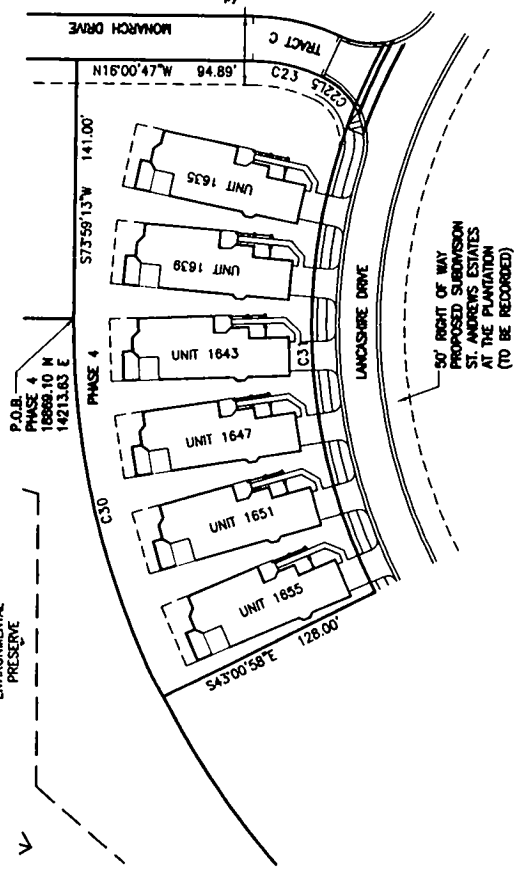 MONARCH DRIVE
TRACT C
N16°00'47"W 94.89'
C23
C22
L5
S73°59'13"W 141.00'
P.O.B.
PHASE 4
18869.10 N
14213.63 E
PHASE 4
UNIT 1635
UNIT 1639
UNIT 1643
UNIT 1647
UNIT 1651
UNIT 1655
C30
C31
LANCASHIRE DRIVE
S43°00'58"E 128.00'
50' RIGHT OF WAY
PROPOSED SUBDIVISION
ST. ANDREWS ESTATES
AT THE PLANTATION
(TO BE RECORDED)
ENVIRONMENTAL
PRESERVE